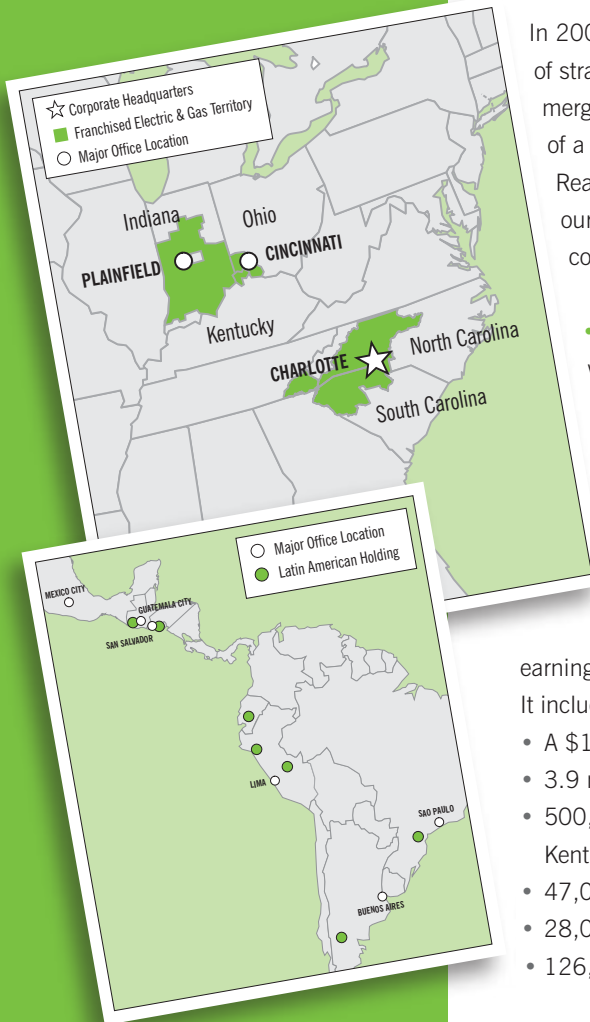 Corporate Headquarters
Franchised Electric & Gas Territory
Major Office Location
Indiana
Ohio
PLAINFIELD
CINCINNATI
Kentucky
CHARLOTTE
North Carolina
South Carolina
Major Office Location
Latin American Holding
MEXICO CITY
GUATEMALA CITY
SAN SALVADOR
LIMA
SAO PAULO
BUENOS AIRES
In 200
of stra
merg
of a
Rea
our
co
earning
It includ
• A $1
• 3.9
• 500,
Kent
• 47,0
• 28,0
• 126,